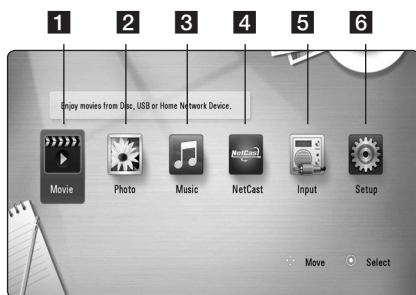 1 2 3 4 5 6
Enjoy movies from Disc, USB or Home Network Device.
NetCast
Movie Photo Music NetCast Input Setup
Move Select